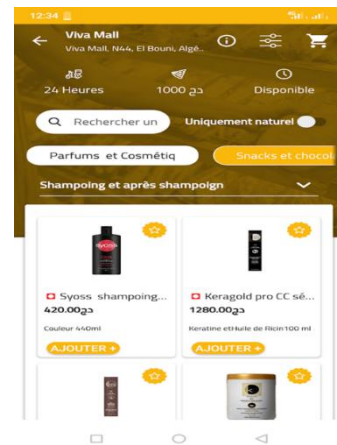 12:34
Viva Mall
Viva Mall, N44, El Bouni, Algé..
24 Heures
1000 دج
Disponible
Rechercher un
Uniquement naturel
Parfums et Cosmétiq
Snacks et chocol
Shampoing et après shampoign
SYOSS
Syoss shampoing...
420.00دج
Couleur 440ml
AJOUTER +
Keragold pro CC sé...
1280.00دج
Keratine etHuile de Ricin100 ml
AJOUTER +